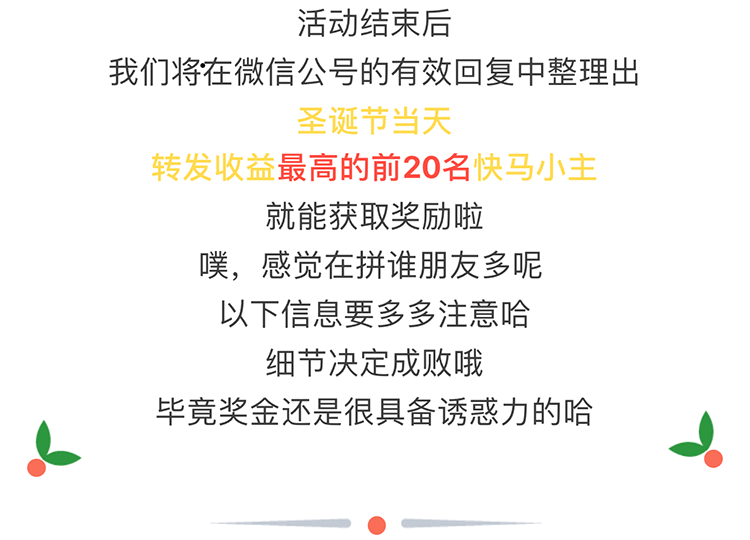 活动结束后
我们将在微信公号的有效回复中整理出
圣诞节当天
转发收益最高的前20名快马小主
就能获取奖励啦
噗，感觉在拼谁朋友多呢
以下信息要多多注意哈
细节决定成败哦
毕竟奖金还是很具备诱惑力的哈